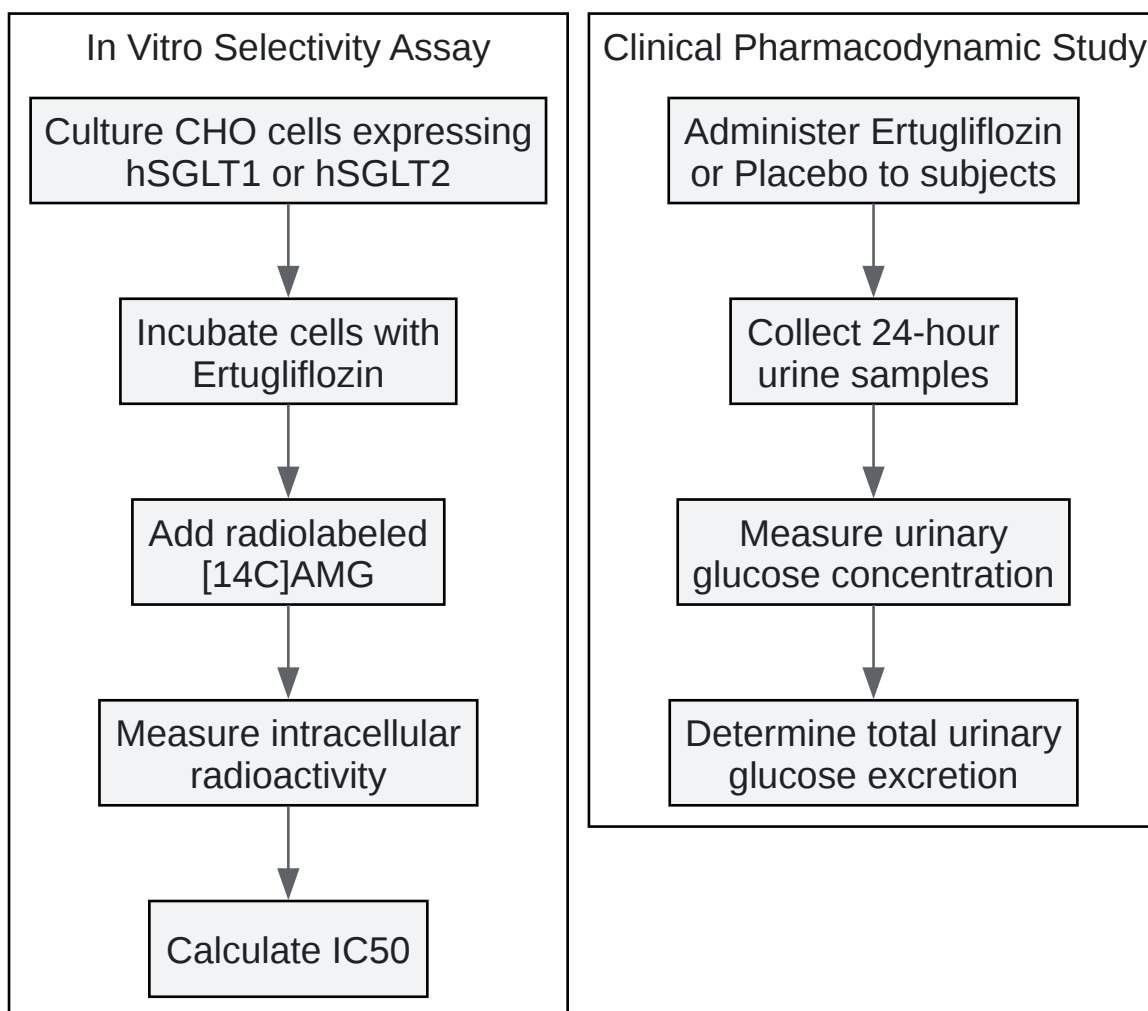 In Vitro Selectivity Assay
Culture CHO cells expressing
hSGLT1 or hSGLT2
Incubate cells with
Ertugliflozin
Add radiolabeled
[14C]AMG
Measure intracellular
radioactivity
Calculate IC50
Clinical Pharmacodynamic Study
Administer Ertugliflozin
or Placebo to subjects
Collect 24-hour
urine samples
Measure urinary
glucose concentration
Determine total urinary
glucose excretion